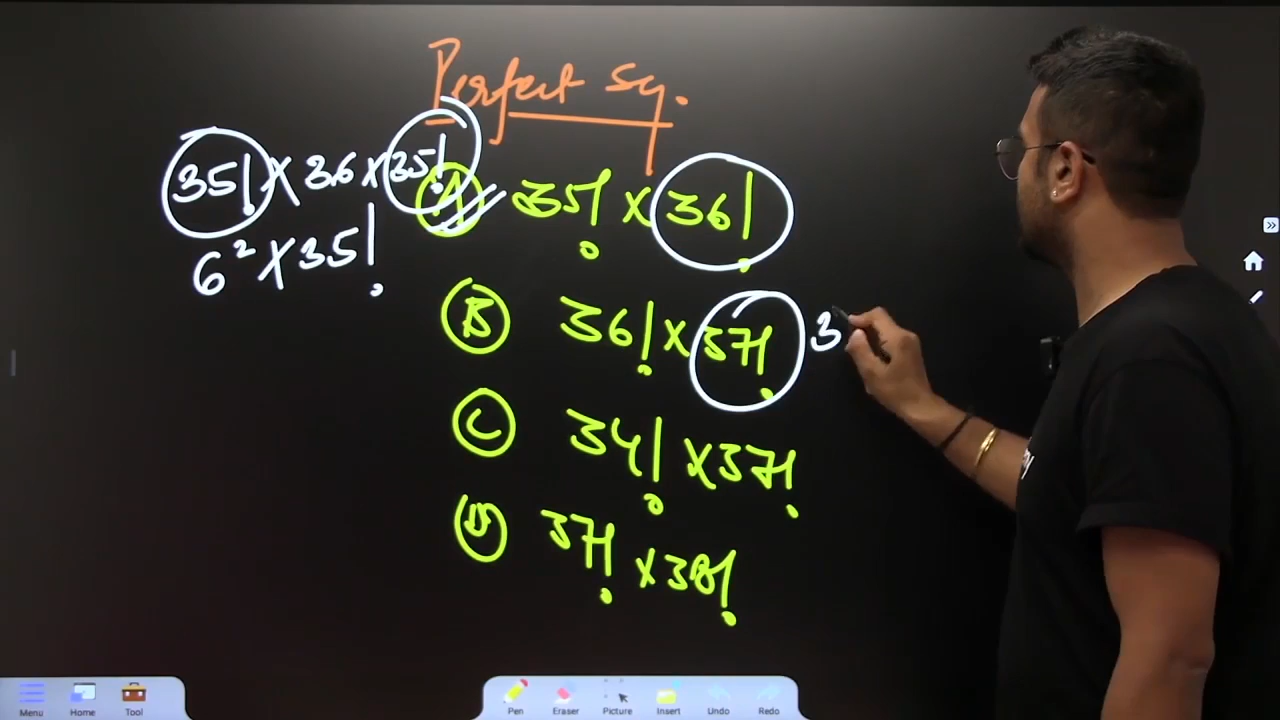 Perfect sq.
35! × 36 × 35!
6² × 35!
(A) 35! × 36!
(B) 36! × 37! 3
(C) 34! × 37!
(D) 37! × 38!
Menu Home Tool Pen Eraser Picture Insert Undo Redo